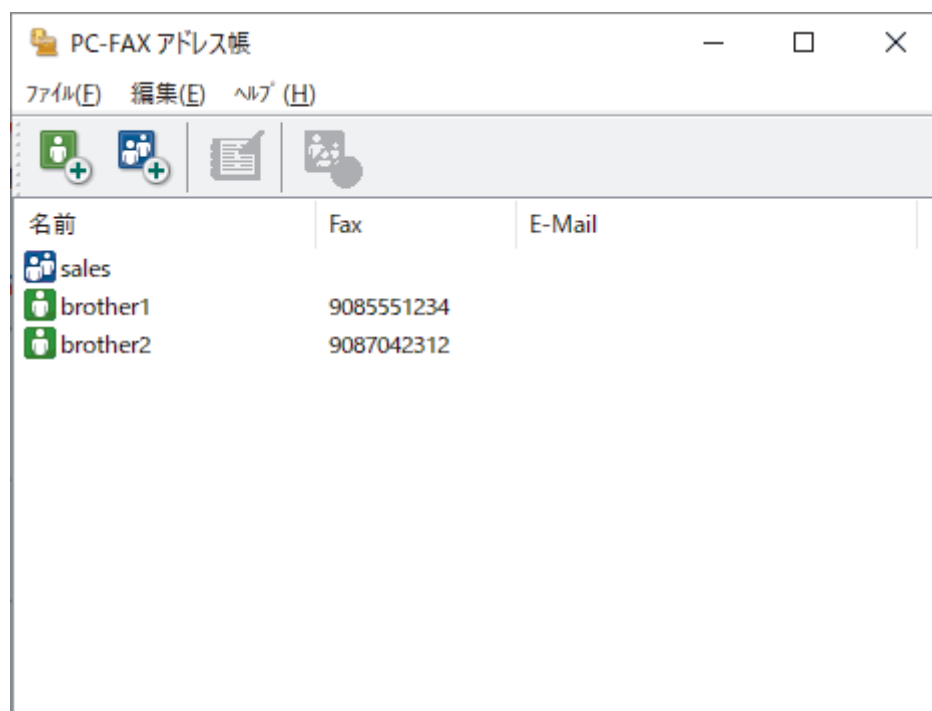 PC-FAX アドレス帳
ﾌｧｲﾙ(F) 編集(E) ﾍﾙﾌﾟ(H)
名前 Fax E-Mail
sales
brother1 9085551234
brother2 9087042312